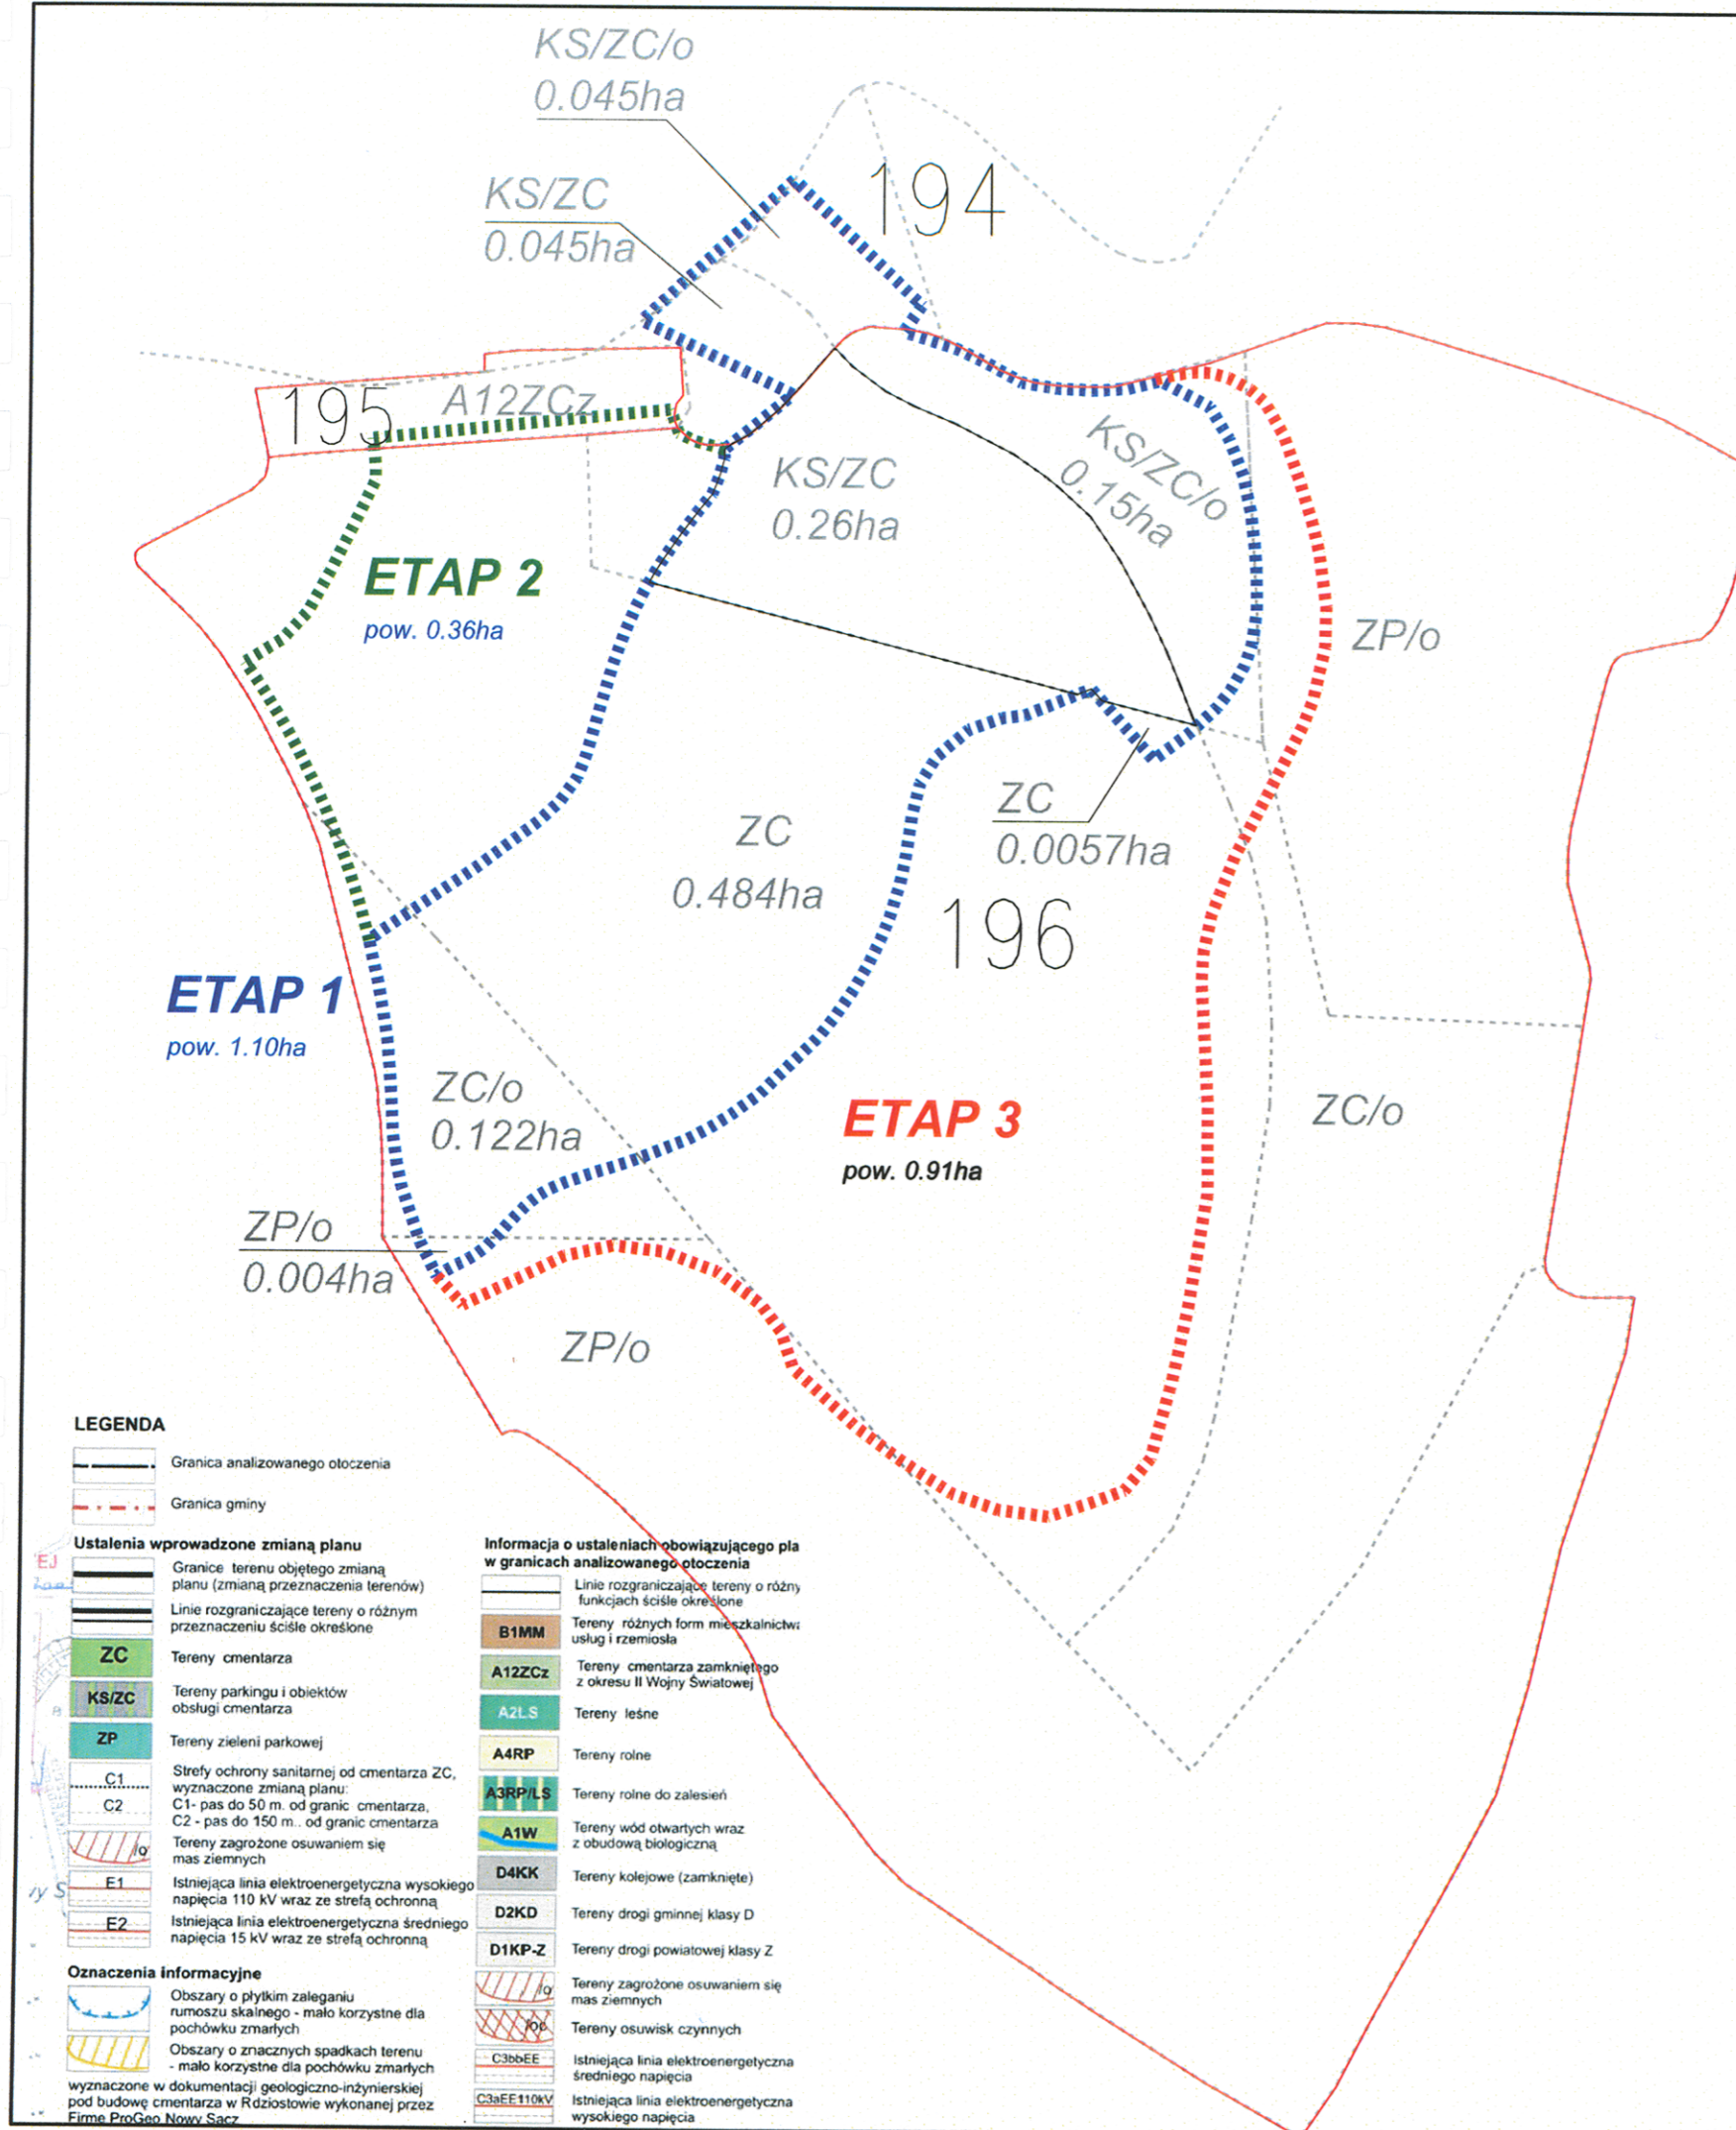 KS/ZC/o
0.045ha
194
KS/ZC
0.045ha
195
A12ZCz
KS/ZC
0.26ha
KS/ZC/o
0.15ha
ETAP 2
pow. 0.36ha
ZP/o
ZC
0.484ha
ZC
0.0057ha
196
ETAP 1
pow. 1.10ha
ZC/o
0.122ha
ETAP 3
pow. 0.91ha
ZC/o
ZP/o
0.004ha
ZP/o
LEGENDA
Granica analizowanego otoczenia
Granica gminy
Ustalenia wprowadzone zmianą planu
Granice terenu objętego zmianą
planu (zmianą przeznaczenia terenów)
Linie rozgraniczające tereny o różnym
przeznaczeniu ściśle określone
ZC
Tereny cmentarza
KS/ZC
Tereny parkingu i obiektów
obsługi cmentarza
ZP
Tereny zieleni parkowej
C1
C2
Strefy ochrony sanitarnej od cmentarza ZC,
wyznaczone zmianą planu:
C1- pas do 50 m. od granic cmentarza,
C2 - pas do 150 m.. od granic cmentarza
/o
Tereny zagrożone osuwaniem się
mas ziemnych
E1
Istniejąca linia elektroenergetyczna wysokiego
napięcia 110 kV wraz ze strefą ochronną
E2
Istniejąca linia elektroenergetyczna średniego
napięcia 15 kV wraz ze strefą ochronną
Oznaczenia informacyjne
Obszary o płytkim zaleganiu
rumoszu skalnego - mało korzystne dla
pochówku zmarłych
Obszary o znacznych spadkach terenu
- mało korzystne dla pochówku zmarłych
wyznaczone w dokumentacji geologiczno-inżynierskiej
pod budowę cmentarza w Rdziostowie wykonanej przez
Firme ProGeo Nowy Sącz
Informacja o ustaleniach obowiązującego pla
w granicach analizowanego otoczenia
Linie rozgraniczające tereny o różny
funkcjach ściśle określone
B1MM
Tereny różnych form mieszkalnictwa
usług i rzemiosła
A12ZCz
Tereny cmentarza zamkniętego
z okresu II Wojny Światowej
A2LS
Tereny leśne
A4RP
Tereny rolne
A3RP/LS
Tereny rolne do zalesień
A1W
Tereny wód otwartych wraz
z obudową biologiczną
D4KK
Tereny kolejowe (zamknięte)
D2KD
Tereny drogi gminnej klasy D
D1KP-Z
Tereny drogi powiatowej klasy Z
/o
Tereny zagrożone osuwaniem się
mas ziemnych
/oc
Tereny osuwisk czynnych
C3bbEE
Istniejąca linia elektroenergetyczna
średniego napięcia
C3aEE110kV
Istniejąca linia elektroenergetyczna
wysokiego napięcia
EJ